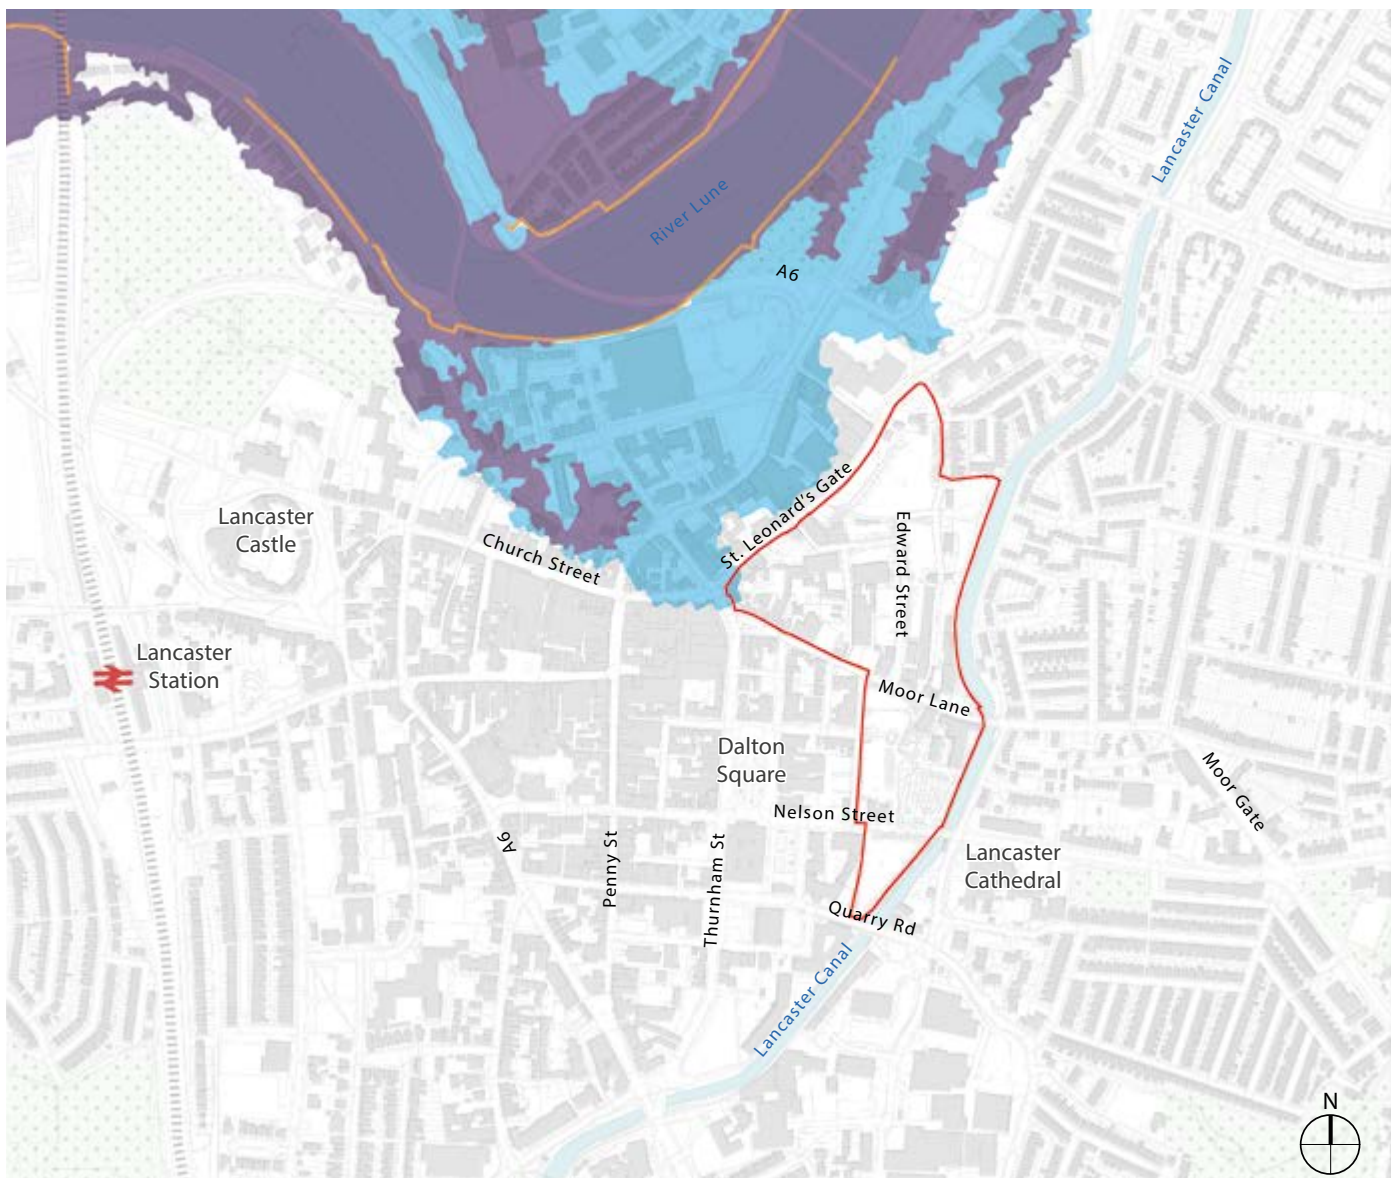 Lancaster Canal
River Lune
A6
St. Leonard's Gate
Lancaster
Castle
Church Street
Edward Street
Lancaster
Station
Moor Lane
Dalton
Square
Moor Gate
Nelson Street
A6
Penny St
Thurnham St
Lancaster
Cathedral
Quarry Rd
Lancaster Canal
N